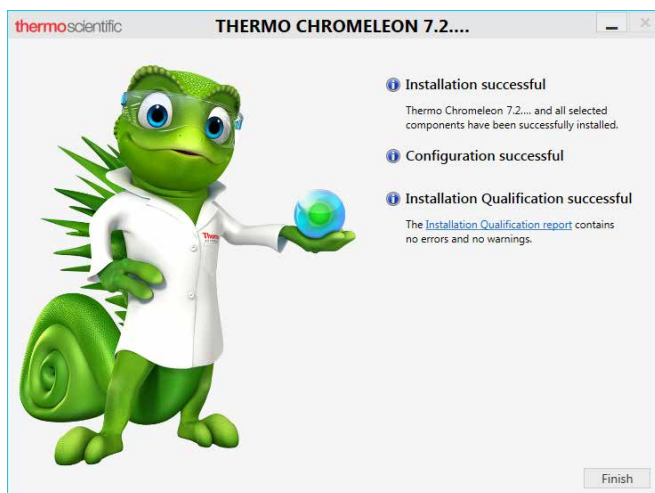 thermoscientific
THERMO CHROMELEON 7.2....
Installation successful
Thermo Chromeleon 7.2.... and all selected
components have been successfully installed.
Configuration successful
Installation Qualification successful
The Installation Qualification report contains
no errors and no warnings.
Thermo
Finish